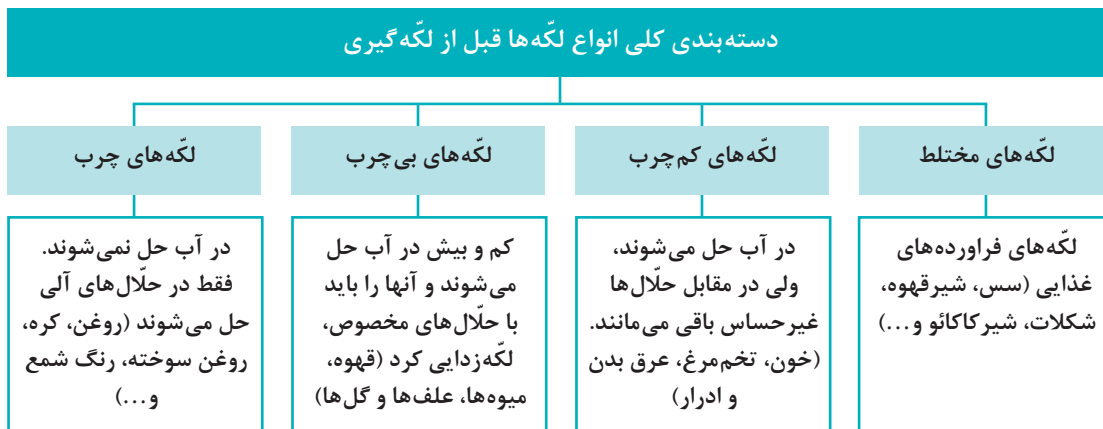 دسته‌بندی کلی انواع لکّه‌ها قبل از لکّه‌گیری
لکّه‌های مختلط
لکّه‌های فراورده‌های
غذایی (سس، شیرقهوه،
شکلات، شیرکاکائو و...)
لکّه‌های کم‌چرب
در آب حل می‌شوند،
ولی در مقابل حلّال‌ها
غیرحساس باقی می‌مانند.
(خون، تخم‌مرغ، عرق بدن
و ادرار)
لکّه‌های بی‌چرب
کم و بیش در آب حل
می‌شوند و آنها را باید
با حلّال‌های مخصوص،
لکّه‌زدایی کرد (قهوه،
میوه‌ها، علف‌ها و گل‌ها)
لکّه‌های چرب
در آب حل نمی‌شوند.
فقط در حلّال‌های آلی
حل می‌شوند (روغن، کره،
روغن سوخته، رنگ شمع
و...)